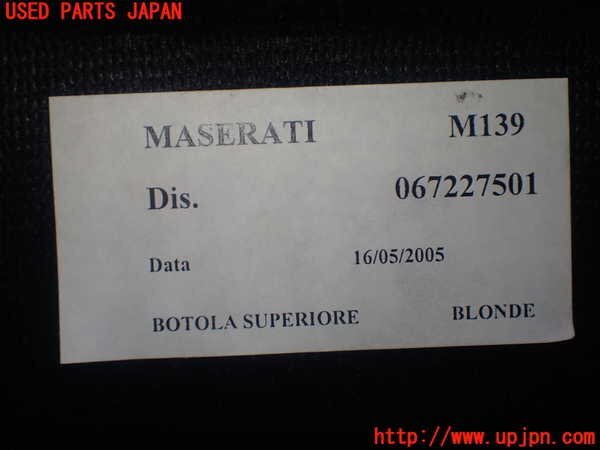 USED PARTS JAPAN
MASERATI M139
Dis. 067227501
Data 16/05/2005
BOTOLA SUPERIORE BLONDE
http://www.upjpn.com/